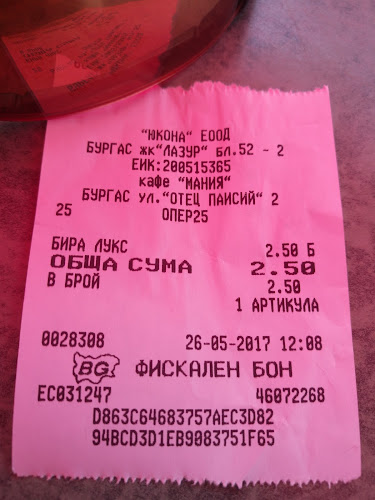 "ЮКОНА" ЕООД
БУРГАС жк"ЛАЗУР" БЛ.52 - 2
ЕИК:200515365
кафе "МАНИЯ"
БУРГАС УЛ."ОТЕЦ ПАИСИЙ" 2
25 ОПЕР25
БИРА ЛУКС 2.50 Б
ОБЩА СУМА 2.50
В БРОЙ 2.50
1 АРТИКУЛА
0028308 26-05-2017 12:08
BG ФИСКАЛЕН БОН
EC031247 46072268
D863C64683757AEC3D82
94BCD3D1EB9083751F65